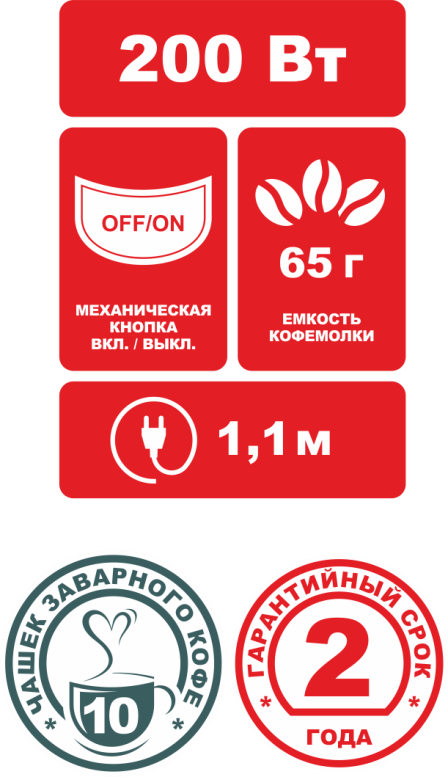 200 Вт
OFF/ON
МЕХАНИЧЕСКАЯ
КНОПКА
ВКЛ. / ВЫКЛ.
65 г
ЕМКОСТЬ
КОФЕМОЛКИ
1,1 м
* ЧАШЕК ЗАВАРНОГО КОФЕ *
10
* ГАРАНТИЙНЫЙ СРОК *
2
ГОДА